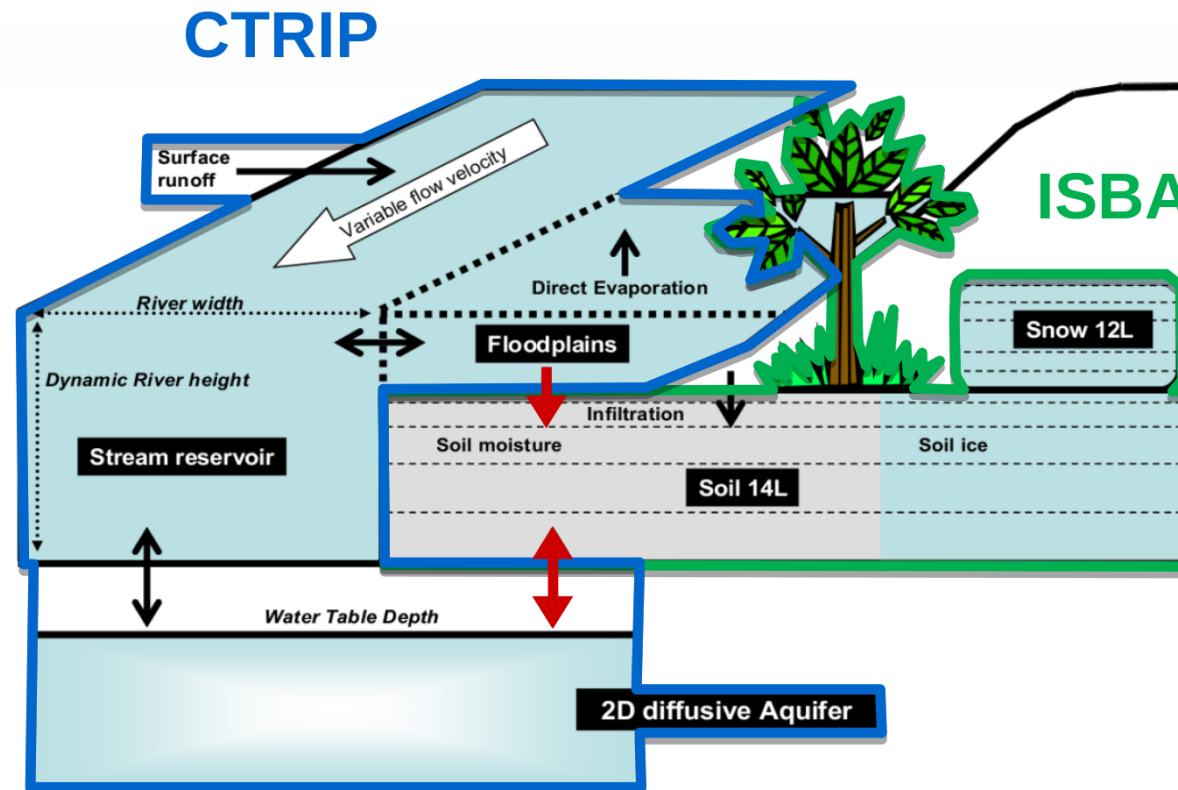 CTRIP
Surface
runoff
Variable flow velocity
ISBA
River width
Direct Evaporation
Floodplains
Snow 12L
Dynamic River height
Infiltration
Soil moisture
Soil ice
Stream reservoir
Soil 14L
Water Table Depth
2D diffusive Aquifer